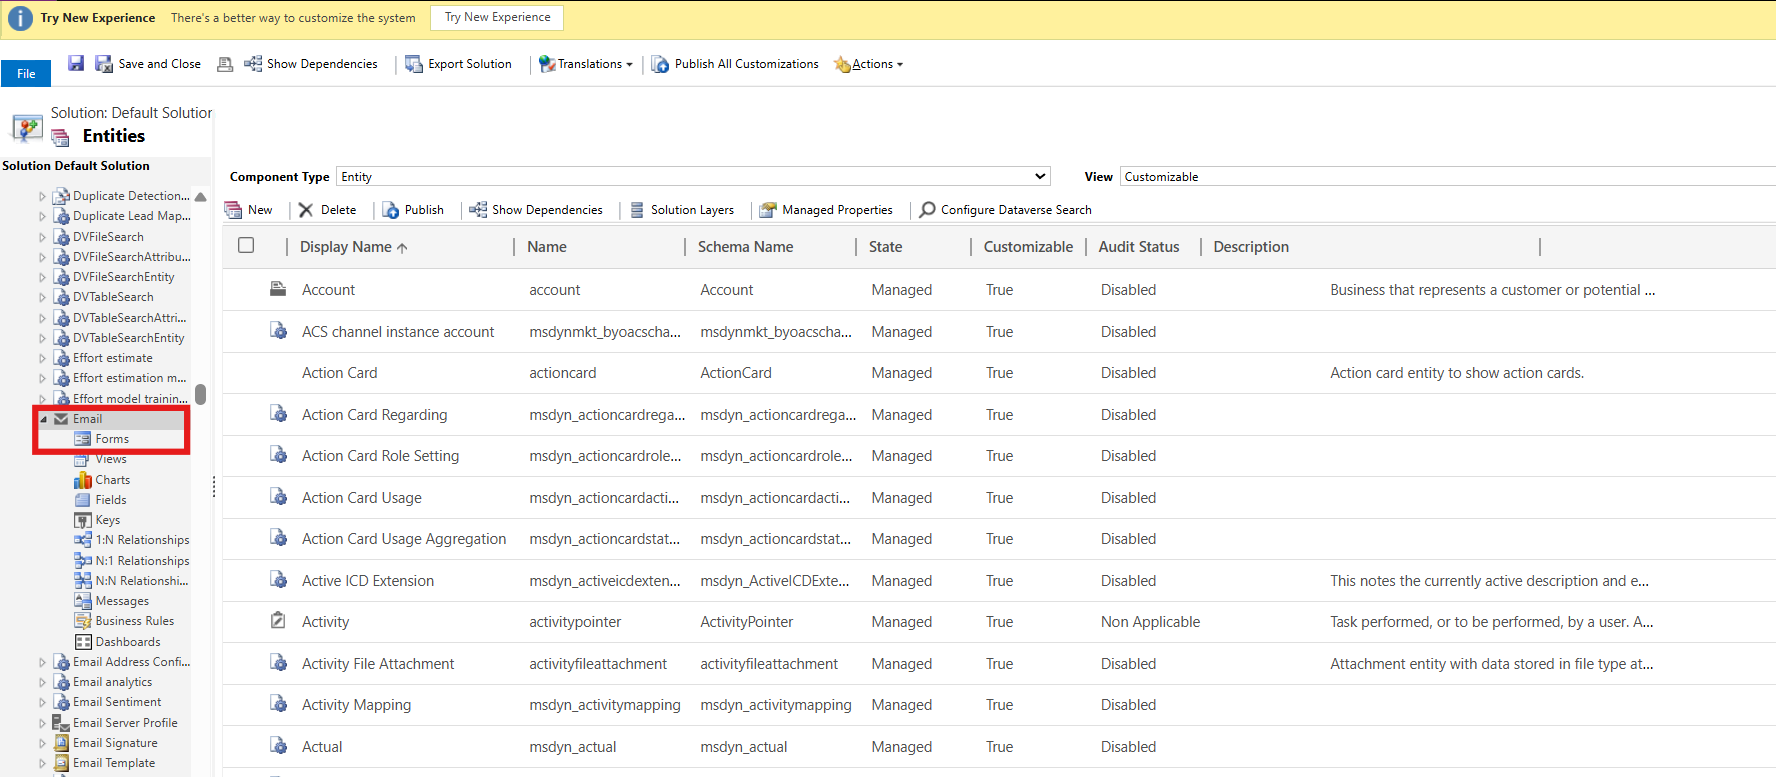 Try New Experience There's a better way to customize the system Try New Experience
File Save and Close Show Dependencies Export Solution Translations Publish All Customizations Actions
Solution: Default Solution
Entities
Solution Default Solution
Duplicate Detection...
Duplicate Lead Map...
DVFileSearch
DVFileSearchAttribu...
DVFileSearchEntity
DVTableSearch
DVTableSearchAttri...
DVTableSearchEntity
Effort estimate
Effort estimation m...
Effort model trainin...
Email
Forms
Views
Charts
Fields
Keys
1:N Relationships
N:1 Relationships
N:N Relationshi...
Messages
Business Rules
Dashboards
Email Address Confi...
Email analytics
Email Sentiment
Email Server Profile
Email Signature
Email Template
Component Type Entity View Customizable
New Delete Publish Show Dependencies Solution Layers Managed Properties Configure Dataverse Search
Display Name Name Schema Name State Customizable Audit Status Description
Account account Account Managed True Disabled Business that represents a customer or potential ...
ACS channel instance account msdynmkt_byoacscha... msdynmkt_byoacscha... Managed True Disabled
Action Card actioncard ActionCard Managed True Disabled Action card entity to show action cards.
Action Card Regarding msdyn_actioncardrega... msdyn_actioncardrega... Managed True Disabled
Action Card Role Setting msdyn_actioncardrole... msdyn_actioncardrole... Managed True Disabled
Action Card Usage msdyn_actioncardacti... msdyn_actioncardacti... Managed True Disabled
Action Card Usage Aggregation msdyn_actioncardstat... msdyn_actioncardstat... Managed True Disabled
Active ICD Extension msdyn_activeicdexten... msdyn_ActiveICDExte... Managed True Disabled This notes the currently active description and e...
Activity activitypointer ActivityPointer Managed True Non Applicable Task performed, or to be performed, by a user. A...
Activity File Attachment activityfileattachment activityfileattachment Managed True Disabled Attachment entity with data stored in file type at...
Activity Mapping msdyn_activitymapping msdyn_activitymapping Managed True Disabled
Actual msdyn_actual msdyn_actual Managed True Disabled